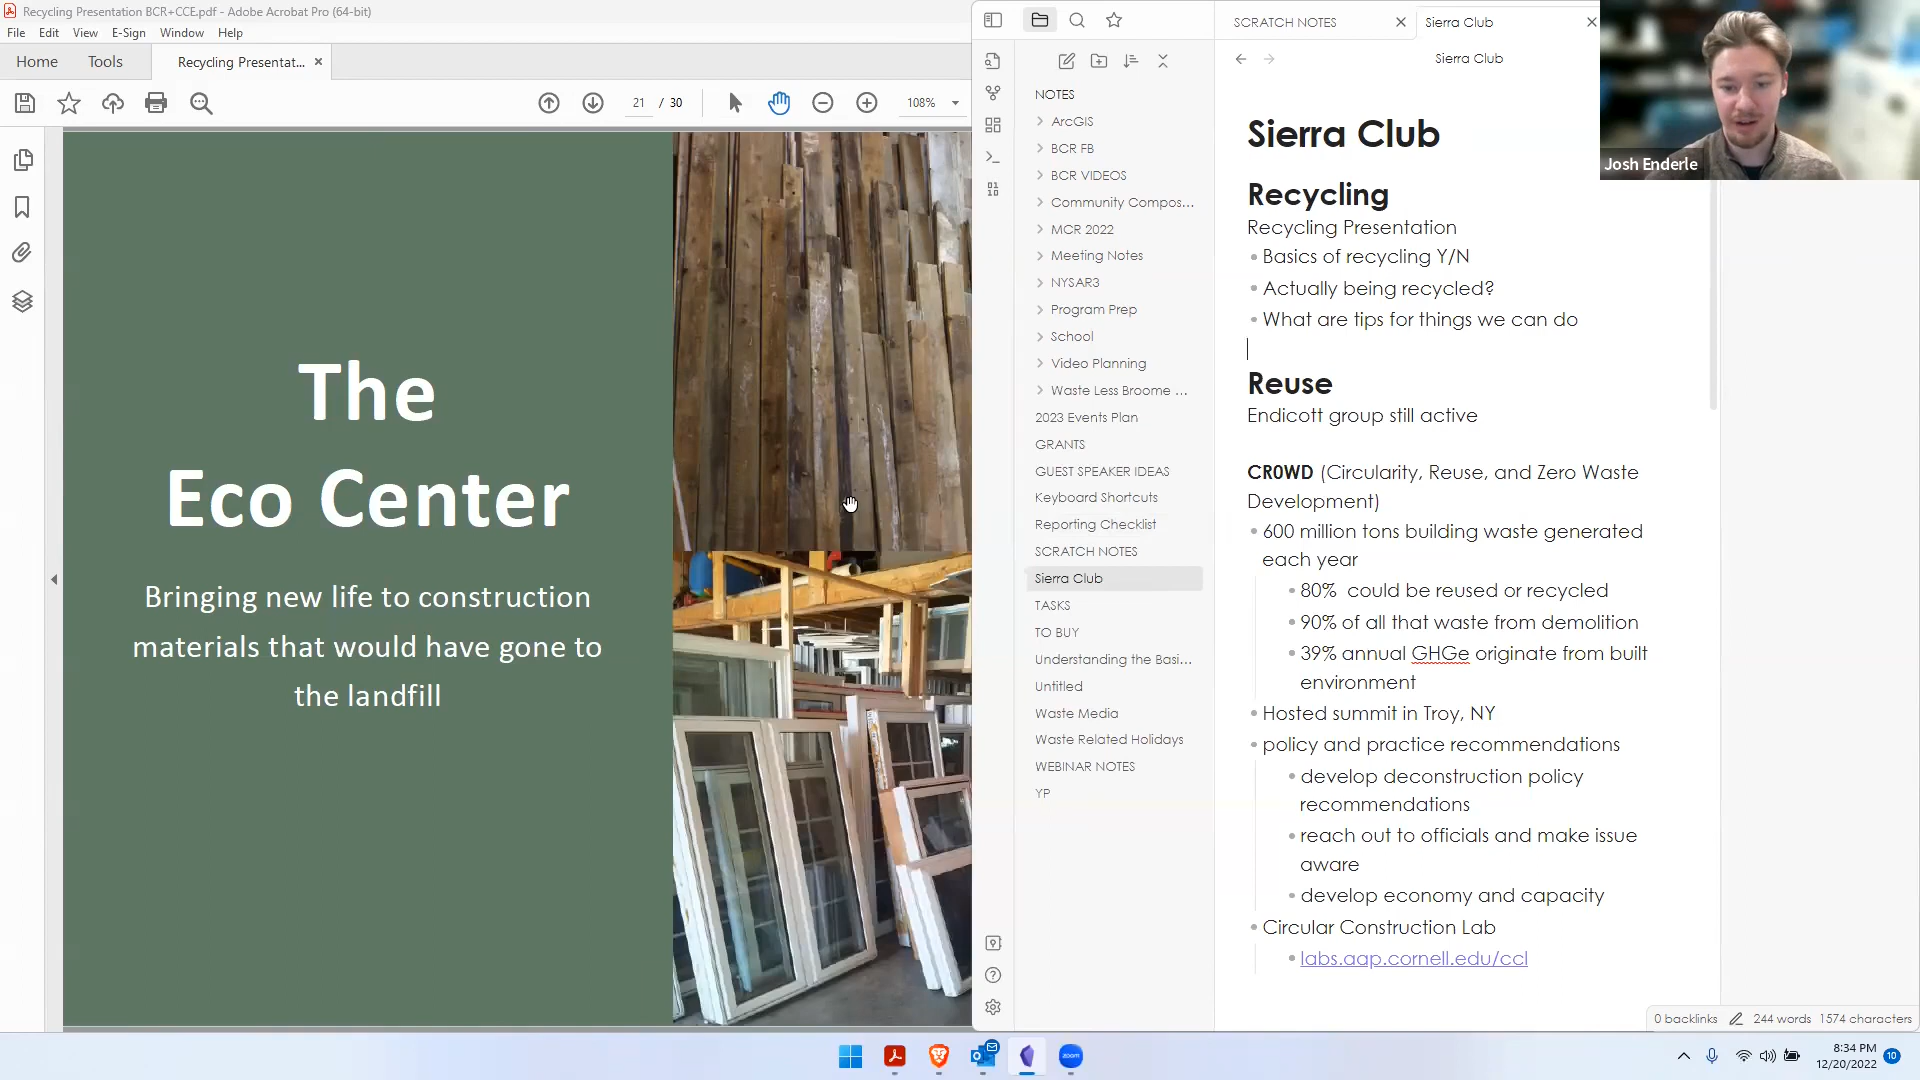 Recycling Presentation BCR+CCE.pdf - Adobe Acrobat Pro (64-bit)
File Edit View E-Sign Window Help
Home Tools Recycling Presentat... ×
21 / 30 108%
The
Eco Center
Bringing new life to construction
materials that would have gone to
the landfill
SCRATCH NOTES
Sierra Club
Sierra Club
NOTES
ArcGIS
BCR FB
BCR VIDEOS
Community Compos...
MCR 2022
Meeting Notes
NYSAR3
Program Prep
School
Video Planning
Waste Less Broome ...
2023 Events Plan
GRANTS
GUEST SPEAKER IDEAS
Keyboard Shortcuts
Reporting Checklist
SCRATCH NOTES
Sierra Club
TASKS
TO BUY
Understanding the Basi...
Untitled
Waste Media
Waste Related Holidays
WEBINAR NOTES
YP
Sierra Club
Recycling
Recycling Presentation
• Basics of recycling Y/N
• Actually being recycled?
• What are tips for things we can do
Reuse
Endicott group still active
CR0WD (Circularity, Reuse, and Zero Waste
Development)
• 600 million tons building waste generated
each year
• 80%  could be reused or recycled
• 90% of all that waste from demolition
• 39% annual GHGe originate from built
environment
• Hosted summit in Troy, NY
• policy and practice recommendations
• develop deconstruction policy
recommendations
• reach out to officials and make issue
aware
• develop economy and capacity
• Circular Construction Lab
• labs.aap.cornell.edu/ccl
0 backlinks 244 words 1574 characters
Josh Enderle
zoom
8:34 PM
12/20/2022
10